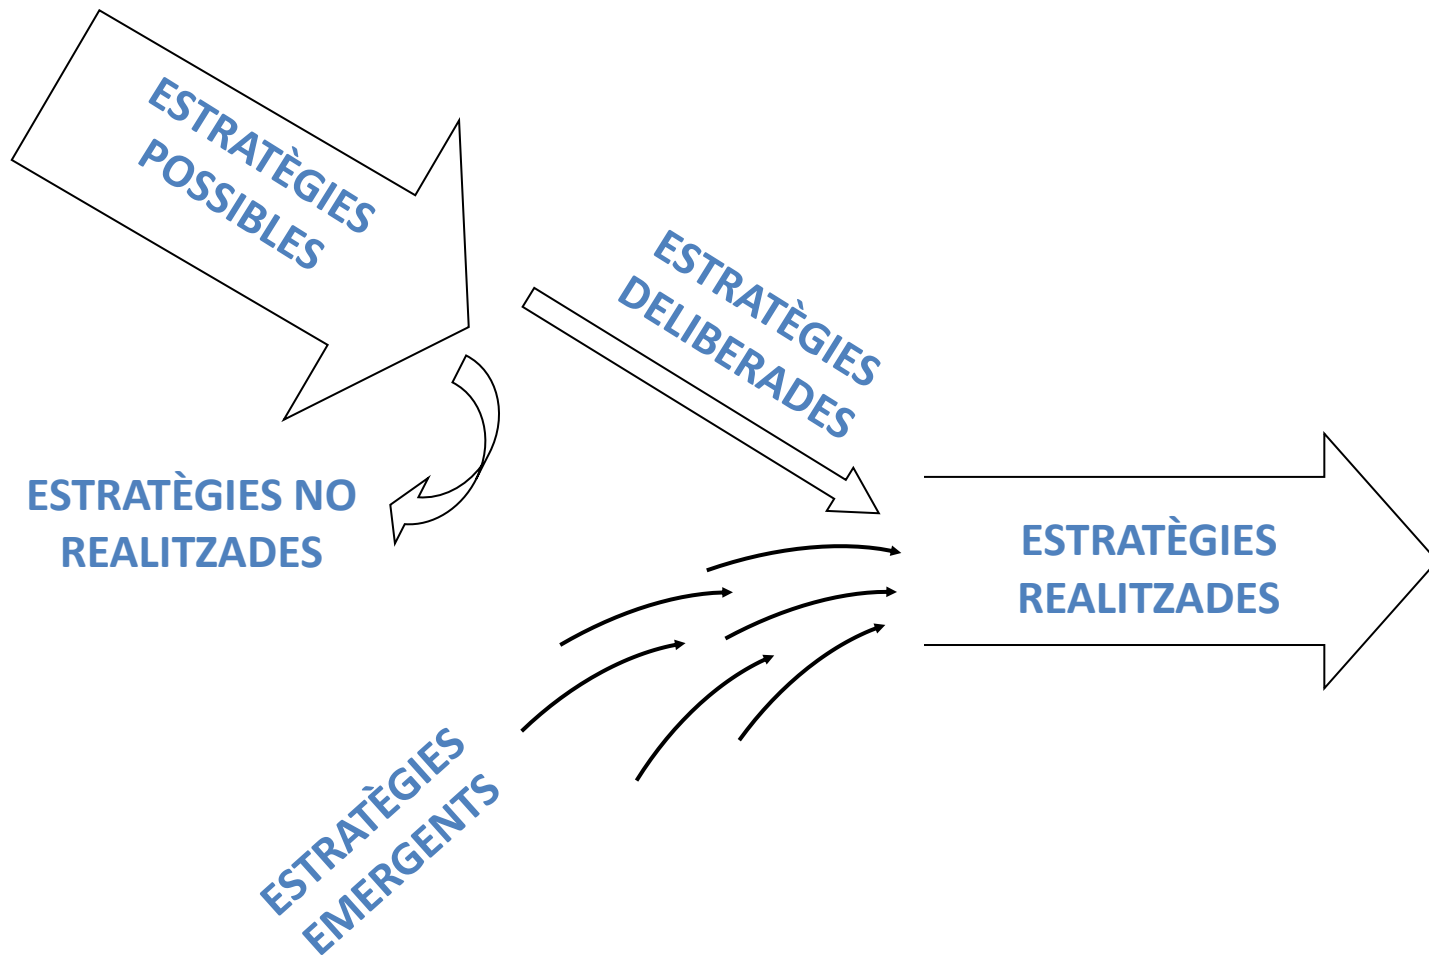 ESTRATÈGIES
POSSIBLES
ESTRATÈGIES
DELIBERADES
ESTRATÈGIES NO
REALITZADES
ESTRATÈGIES
REALITZADES
ESTRATÈGIES
EMERGENTS